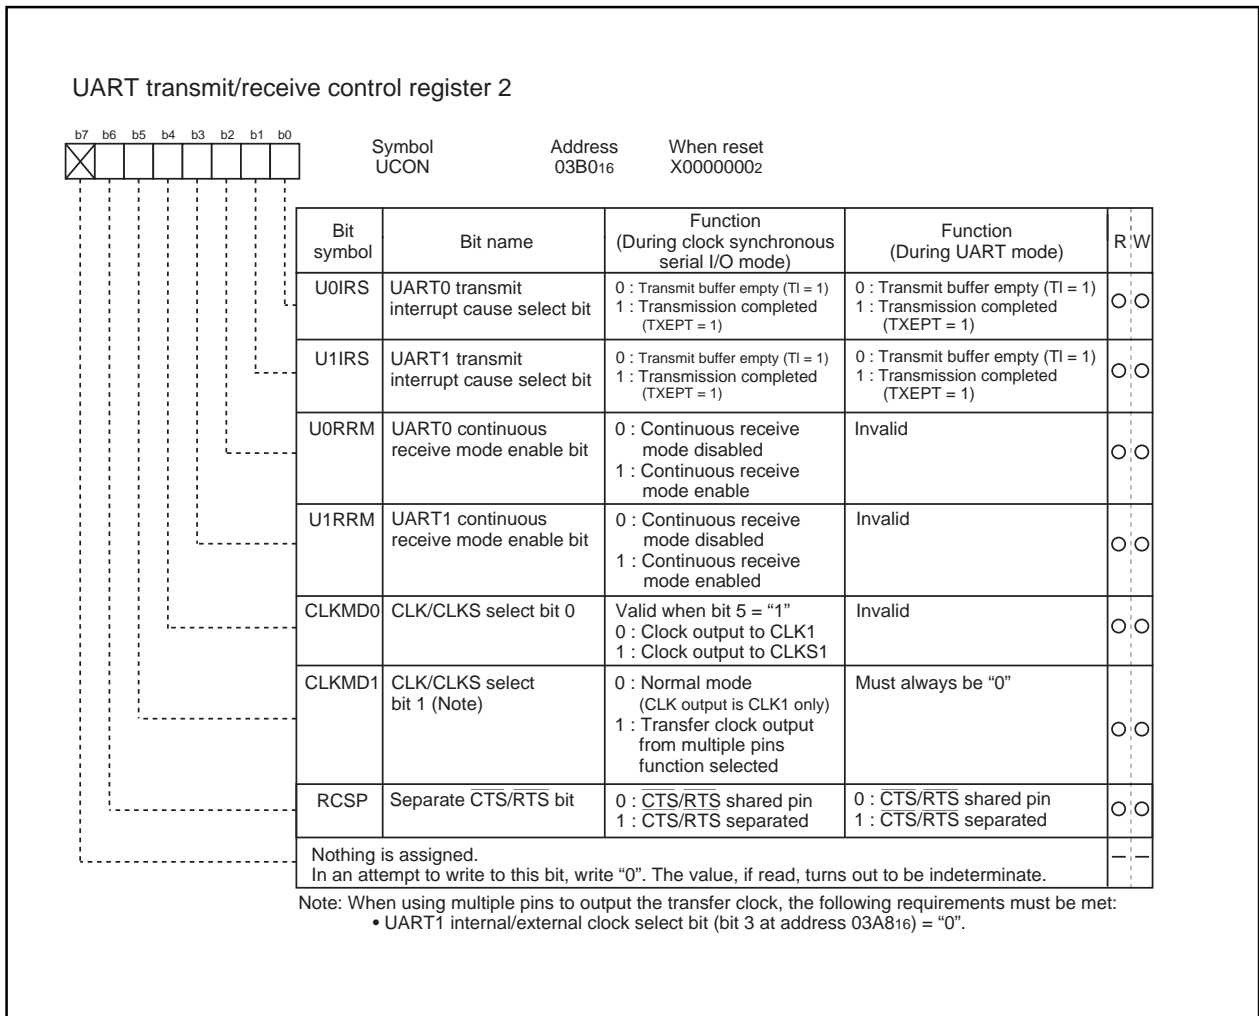 UART transmit/receive control register 2
b7 b6 b5 b4 b3 b2 b1 b0
Symbol Address When reset
UCON 03B016 X00000002
Bit symbol Bit name Function (During clock synchronous serial I/O mode) Function (During UART mode) R W
U0IRS UART0 transmit interrupt cause select bit
0 : Transmit buffer empty (Tl = 1)
1 : Transmission completed
(TXEPT = 1)
0 : Transmit buffer empty (Tl = 1)
1 : Transmission completed
(TXEPT = 1)
U1IRS UART1 transmit interrupt cause select bit
0 : Transmit buffer empty (Tl = 1)
1 : Transmission completed
(TXEPT = 1)
0 : Transmit buffer empty (Tl = 1)
1 : Transmission completed
(TXEPT = 1)
U0RRM UART0 continuous receive mode enable bit
0 : Continuous receive
mode disabled
1 : Continuous receive
mode enable
Invalid
U1RRM UART1 continuous receive mode enable bit
0 : Continuous receive
mode disabled
1 : Continuous receive
mode enabled
Invalid
CLKMD0 CLK/CLKS select bit 0
Valid when bit 5 = “1”
0 : Clock output to CLK1
1 : Clock output to CLKS1
Invalid
CLKMD1 CLK/CLKS select bit 1 (Note)
0 : Normal mode
(CLK output is CLK1 only)
1 : Transfer clock output
from multiple pins
function selected
Must always be “0”
RCSP Separate CTS/RTS bit
0 : CTS/RTS shared pin
1 : CTS/RTS separated
0 : CTS/RTS shared pin
1 : CTS/RTS separated
Nothing is assigned.
In an attempt to write to this bit, write “0”. The value, if read, turns out to be indeterminate.
Note: When using multiple pins to output the transfer clock, the following requirements must be met:
• UART1 internal/external clock select bit (bit 3 at address 03A816) = “0”.